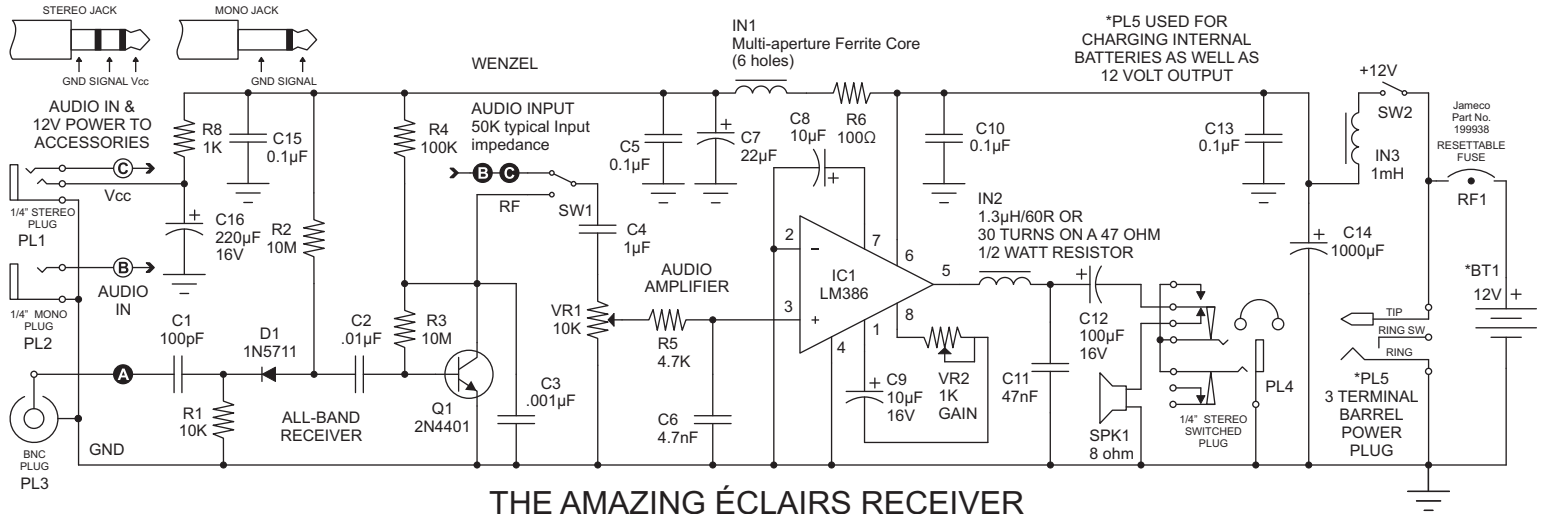 STEREO JACK
GND SIGNAL Vcc
MONO JACK
GND SIGNAL
WENZEL
IN1
Multi-aperture Ferrite Core
(6 holes)
*PL5 USED FOR
CHARGING INTERNAL
BATTERIES AS WELL AS
12 VOLT OUTPUT
+12V
SW2
Jameco
Part No.
199938
RESETTABLE
FUSE
RF1
AUDIO IN &
12V POWER TO
ACCESSORIES
C
Vcc
1/4" STEREO
PLUG
PL1
R8
1K
C15
0.1µF
C16
220µF
16V
R2
10M
R4
100K
AUDIO INPUT
50K typical Input
impedance
B C
RF
SW1
C4
1µF
C5
0.1µF
C7
22µF
C8
10µF
R6
100Ω
C10
0.1µF
C13
0.1µF
IN3
1mH
C14
1000µF
IN2
1.3µH/60R OR
30 TURNS ON A 47 OHM
1/2 WATT RESISTOR
B
AUDIO
IN
1/4" MONO
PLUG
PL2
C1
100pF
D1
1N5711
C2
.01µF
R3
10M
VR1
10K
AUDIO
AMPLIFIER
R5
4.7K
2
−
3
+
IC1
LM386
7
6
5
8
1
4
+
+
+
+
+
+
+
C12
100µF
16V
*BT1
12V
TIP
RING SW
RING
A
R1
10K
ALL-BAND
RECEIVER
Q1
2N4401
C3
.001µF
C6
4.7nF
C9
10µF
16V
VR2
1K
GAIN
C11
47nF
SPK1
8 ohm
PL4
1/4" STEREO
SWITCHED
PLUG
*PL5
3 TERMINAL
BARREL
POWER
PLUG
BNC
PLUG
PL3
GND
THE AMAZING ÉCLAIRS RECEIVER